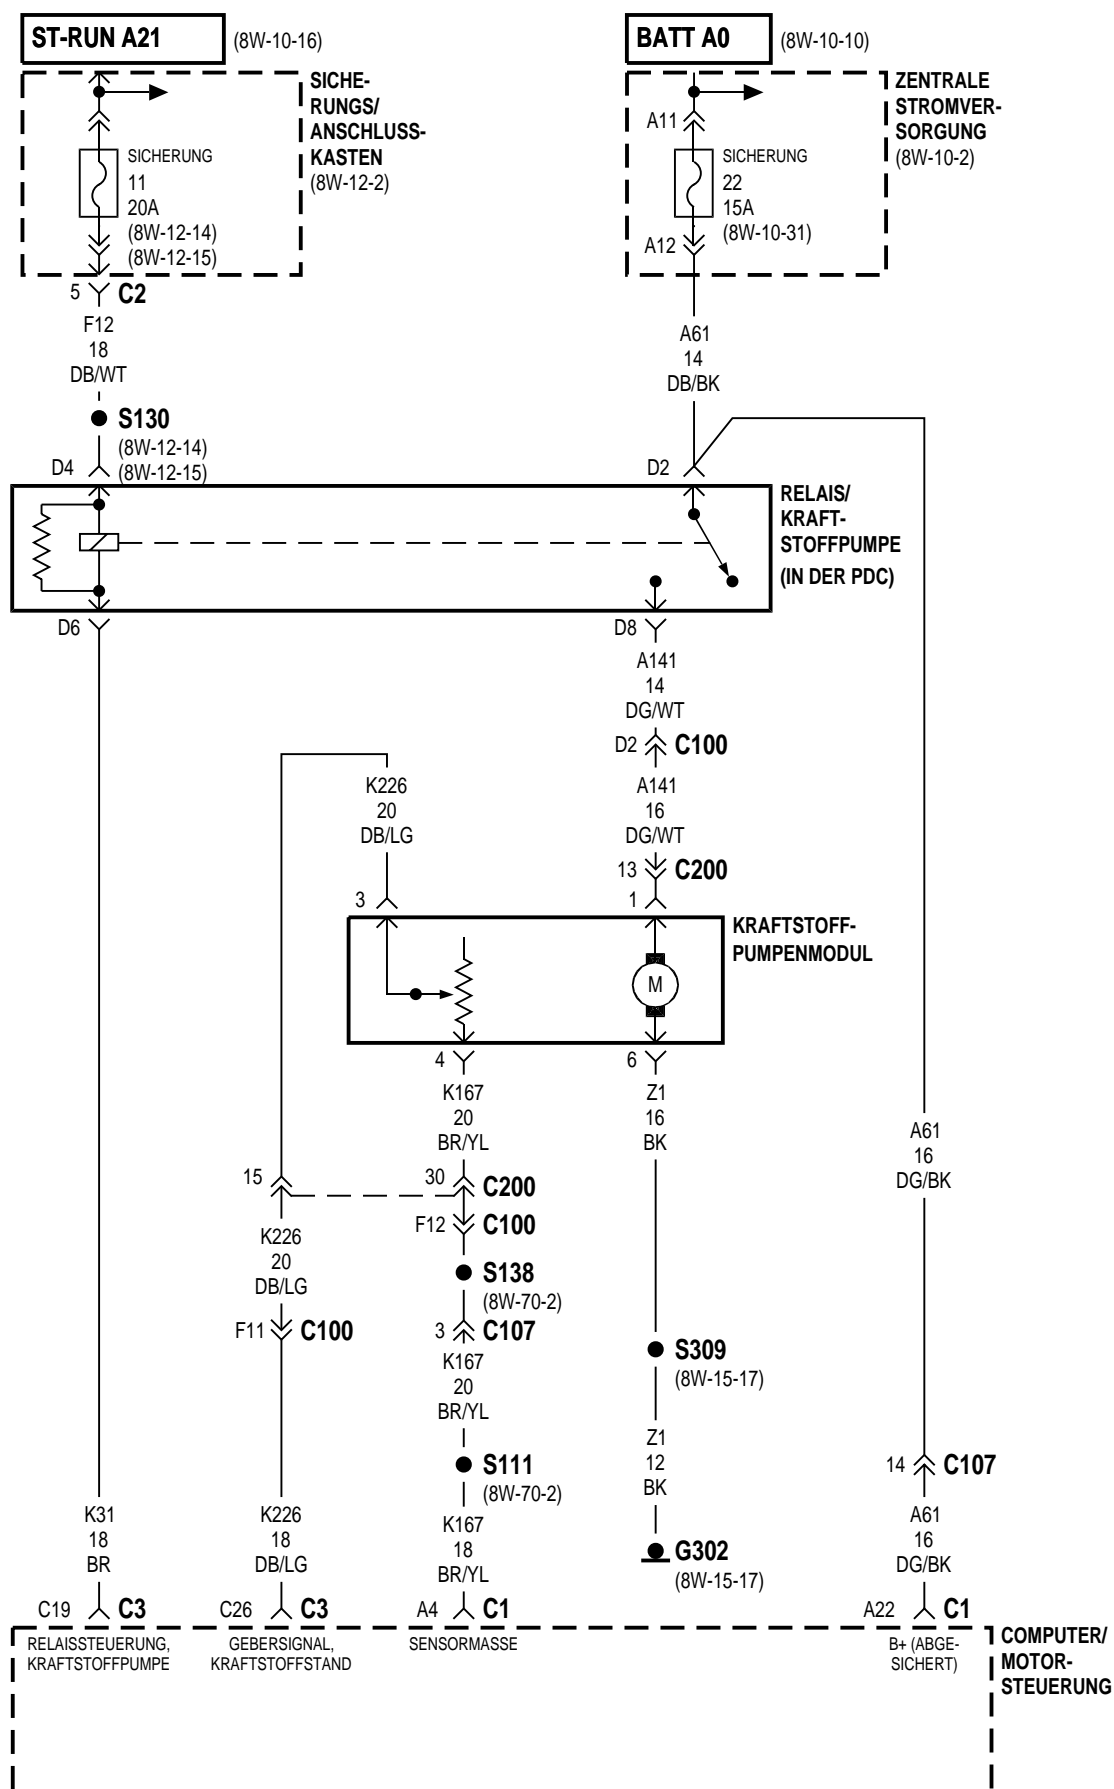 ST-RUN A21
(8W-10-16)
BATT A0
(8W-10-10)
SICHE-
RUNGS/
ANSCHLUSS-
KASTEN
(8W-12-2)
SICHERUNG
11
20A
(8W-12-14)
(8W-12-15)
ZENTRALE
STROMVER-
SORGUNG
(8W-10-2)
A11
SICHERUNG
22
15A
(8W-10-31)
A12
5
C2
F12
18
DB/WT
A61
14
DB/BK
S130
(8W-12-14)
(8W-12-15)
D4
D2
RELAIS/
KRAFT-
STOFFPUMPE
(IN DER PDC)
D6
D8
A141
14
DG/WT
D2
C100
K226
20
DB/LG
A141
16
DG/WT
13
C200
3
1
KRAFTSTOFF-
PUMPENMODUL
M
4
6
K167
20
BR/YL
Z1
16
BK
A61
16
DG/BK
15
30
C200
F12
C100
K226
20
DB/LG
S138
(8W-70-2)
F11
C100
3
C107
K167
20
BR/YL
S309
(8W-15-17)
S111
(8W-70-2)
Z1
12
BK
14
C107
K31
18
BR
K226
18
DB/LG
K167
18
BR/YL
G302
(8W-15-17)
A61
16
DG/BK
C19
C3
C26
C3
A4
C1
A22
C1
RELAISSTEUERUNG,
KRAFTSTOFFPUMPE
GEBERSIGNAL,
KRAFTSTOFFSTAND
SENSORMASSE
B+ (ABGE-
SICHERT)
COMPUTER/
MOTOR-
STEUERUNG